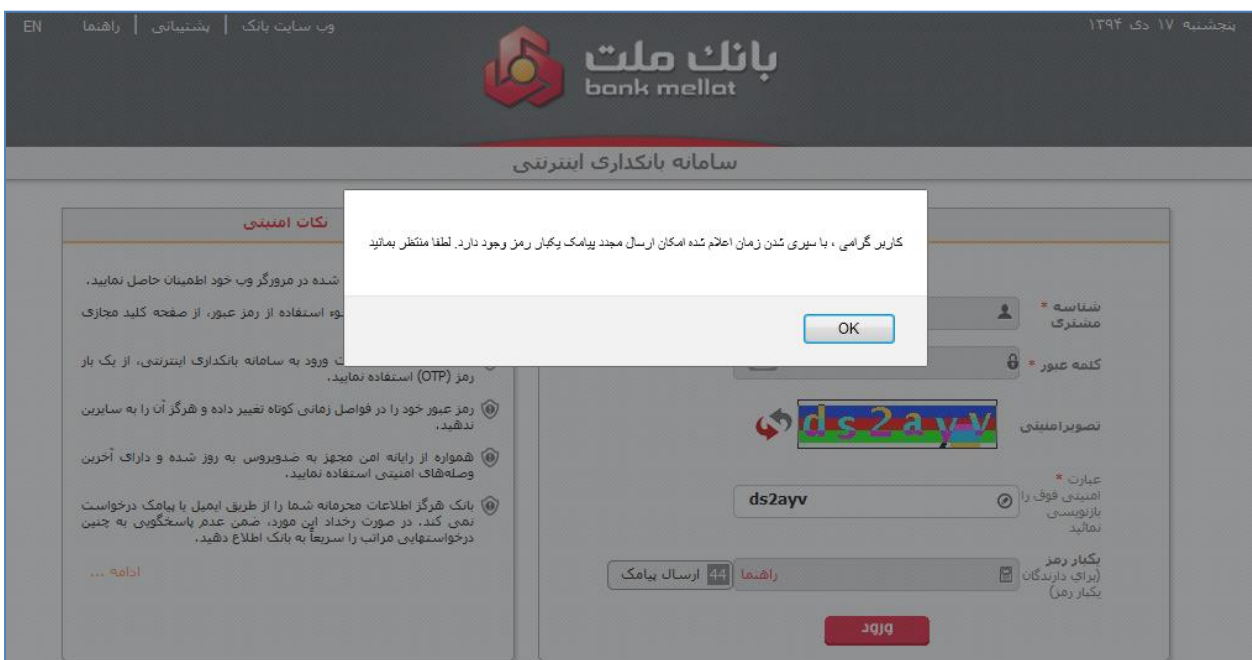 پنجشنبه ۱۷ دی ۱۳۹۴
وب سایت بانک | پشتیبانی | راهنما
EN
بانك ملت
bank mellat
سامانه بانکداری اینترنتی
کاربر گرامی ، با سپری شدن زمان اعلام شده امکان ارسال مجدد پیامک یکبار رمز وجود دارد. لطفا منتظر بمانید
OK
شناسه *
مشتری
کلمه عبور *
تصویرامنیتی
ds2ayv
عبارت *
امنیتی فوق را
بازنویسی
نمائید
ds2ayv
یکبار رمز
(برای دارندگان
یکبار رمز)
راهنما
44 ارسال پیامک
ورود
نکات امنیتی
شده در مرورگر وب خود اطمینان حاصل نمایید.
وء استفاده از رمز عبور، از صفحه کلید مجازی
ت ورود به سامانه بانکداری اینترنتی، از یک بار
رمز (OTP) استفاده نمایید.
رمز عبور خود را در فواصل زمانی کوتاه تغییر داده و هرگز آن را به سایرین
ندهید.
همواره از رایانه امن مجهز به ضدویروس به روز شده و دارای آخرین
وصله‌های امنیتی استفاده نمایید.
بانک هرگز اطلاعات محرمانه شما را از طریق ایمیل یا پیامک درخواست
نمی کند. در صورت رخداد این مورد، ضمن عدم پاسخگویی به چنین
درخواستهایی مراتب را سریعاً به بانک اطلاع دهید.
ادامه ...